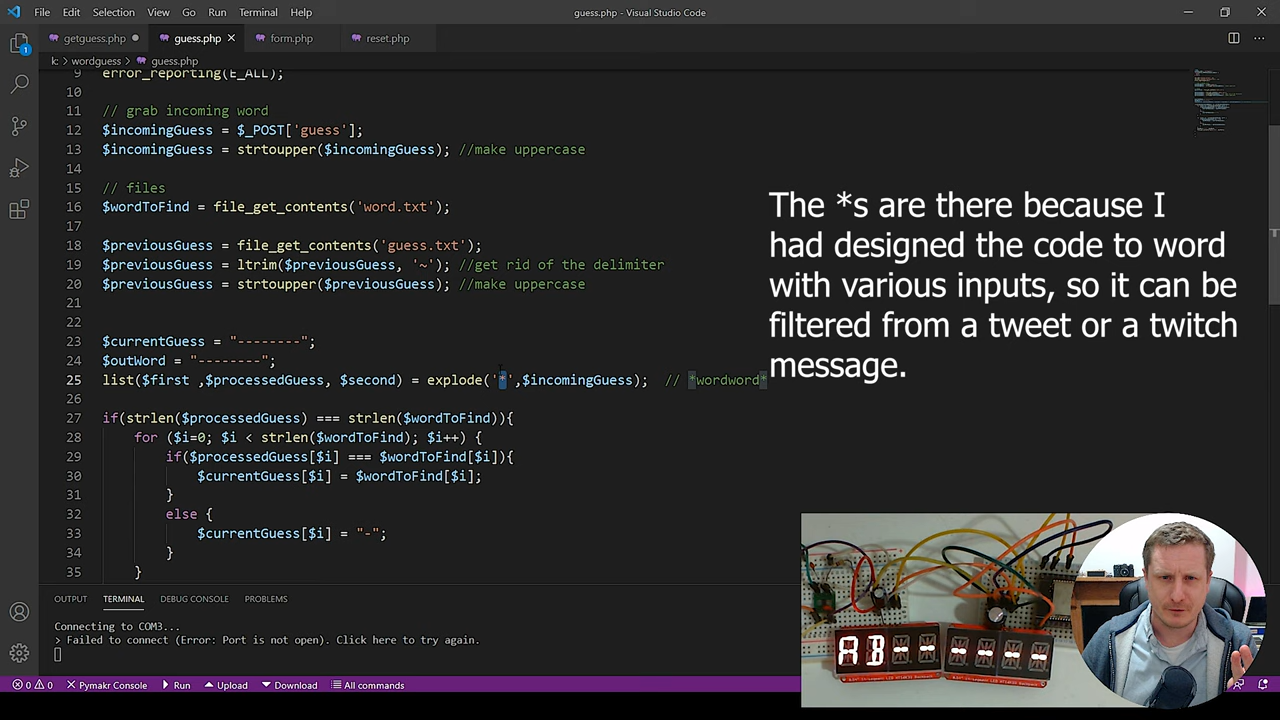 File Edit Selection View Go Run Terminal Help
guess.php - Visual Studio Code
getguess.php
guess.php
form.php
reset.php
1
k: > wordguess > guess.php
9 error_reporting(E_ALL);
10
11 // grab incoming word
12 $incomingGuess = $_POST['guess'];
13 $incomingGuess = strtoupper($incomingGuess); //make uppercase
14
15 // files
16 $wordToFind = file_get_contents('word.txt');
17
18 $previousGuess = file_get_contents('guess.txt');
19 $previousGuess = ltrim($previousGuess, '~'); //get rid of the delimiter
20 $previousGuess = strtoupper($previousGuess); //make uppercase
21
22
23 $currentGuess = "--------";
24 $outWord = "--------";
25 list($first ,$processedGuess, $second) = explode('*',$incomingGuess); // *wordword*
26
27 if(strlen($processedGuess) === strlen($wordToFind)){
28 for ($i=0; $i < strlen($wordToFind); $i++) {
29 if($processedGuess[$i] === $wordToFind[$i]){
30 $currentGuess[$i] = $wordToFind[$i];
31 }
32 else {
33 $currentGuess[$i] = "-";
34 }
35 }
The *s are there because I
had designed the code to word
with various inputs, so it can be
filtered from a tweet or a twitch
message.
OUTPUT TERMINAL DEBUG CONSOLE PROBLEMS
Connecting to COM3...
> Failed to connect (Error: Port is not open). Click here to try again.
AB------
0 0 Pymakr Console Run Upload Download All commands